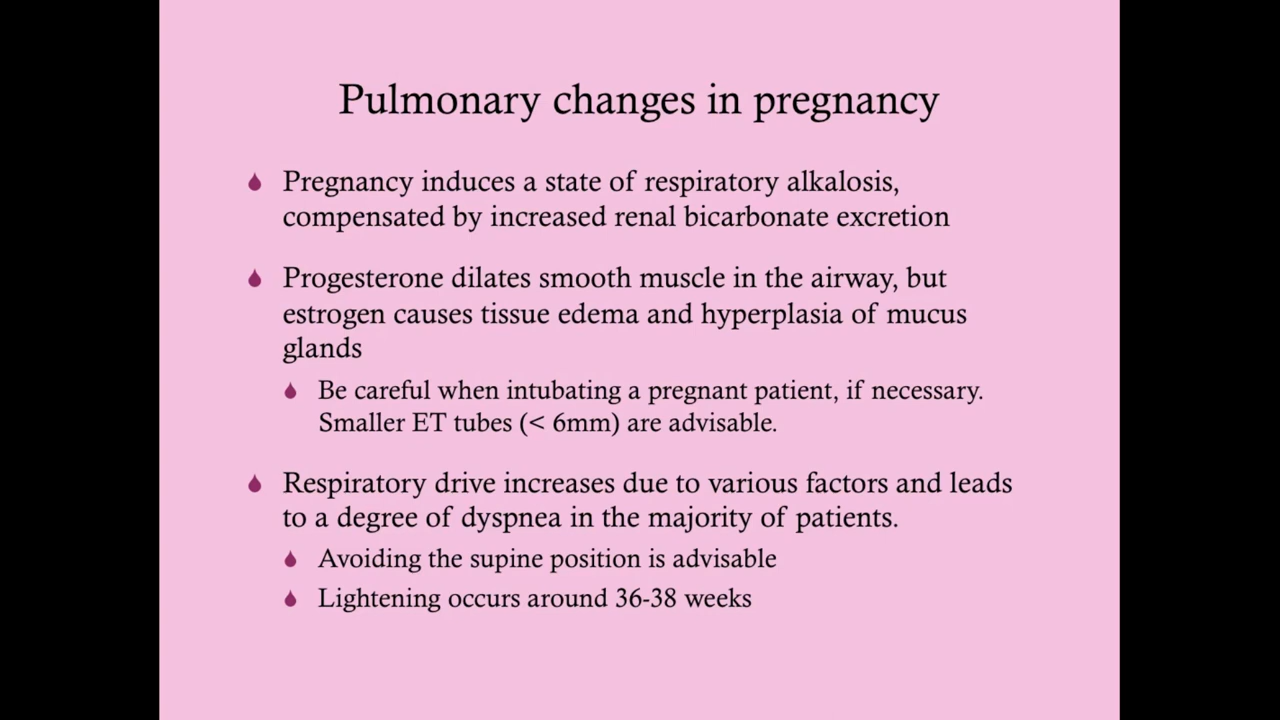 Pulmonary changes in pregnancy
Pregnancy induces a state of respiratory alkalosis,
compensated by increased renal bicarbonate excretion
Progesterone dilates smooth muscle in the airway, but
estrogen causes tissue edema and hyperplasia of mucus
glands
Be careful when intubating a pregnant patient, if necessary.
Smaller ET tubes (< 6mm) are advisable.
Respiratory drive increases due to various factors and leads
to a degree of dyspnea in the majority of patients.
Avoiding the supine position is advisable
Lightening occurs around 36-38 weeks